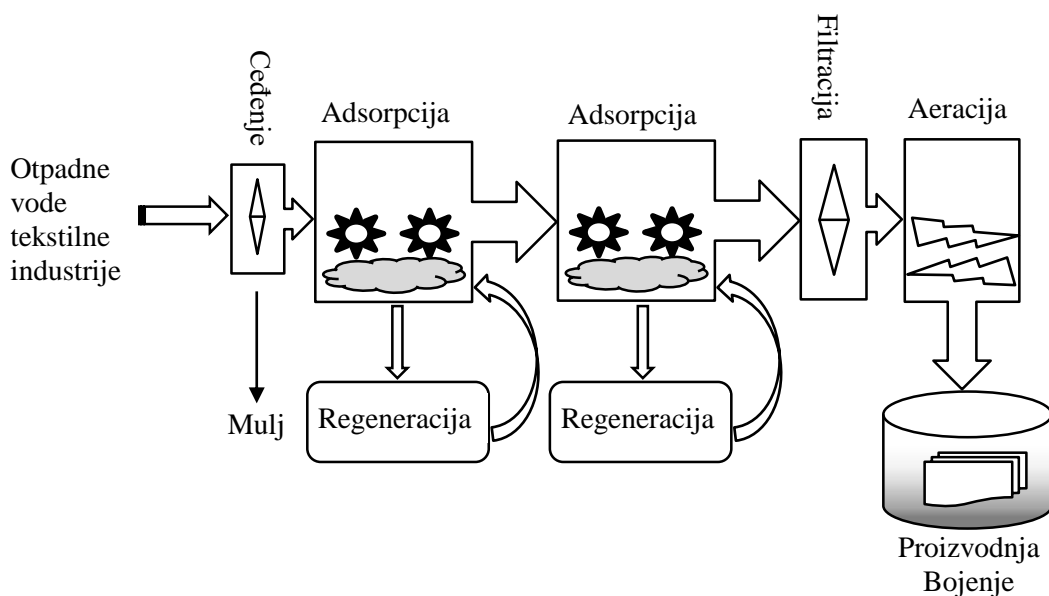 Otpadne
vode
tekstilne
industrije
Ceđenje
Mulj
Adsorpcija
Regeneracija
Adsorpcija
Regeneracija
Filtracija
Aeracija
Proizvodnja
Bojenje